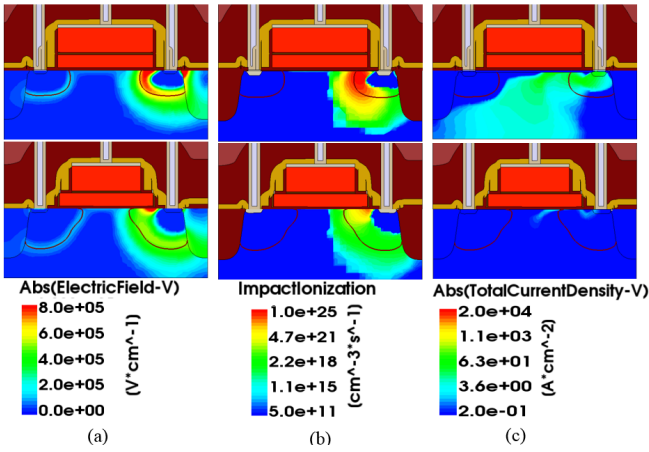 Abs(ElectricField-V)
8.0e+05
6.0e+05
4.0e+05
2.0e+05
0.0e+00
(V*cm^-1)
(a)
ImpactIonization
1.0e+25
4.7e+21
2.2e+18
1.1e+15
5.0e+11
(cm^-3*s^-1)
(b)
Abs(TotalCurrentDensity-V)
2.0e+04
1.1e+03
6.3e+01
3.6e+00
2.0e-01
(A*cm^-2)
(c)